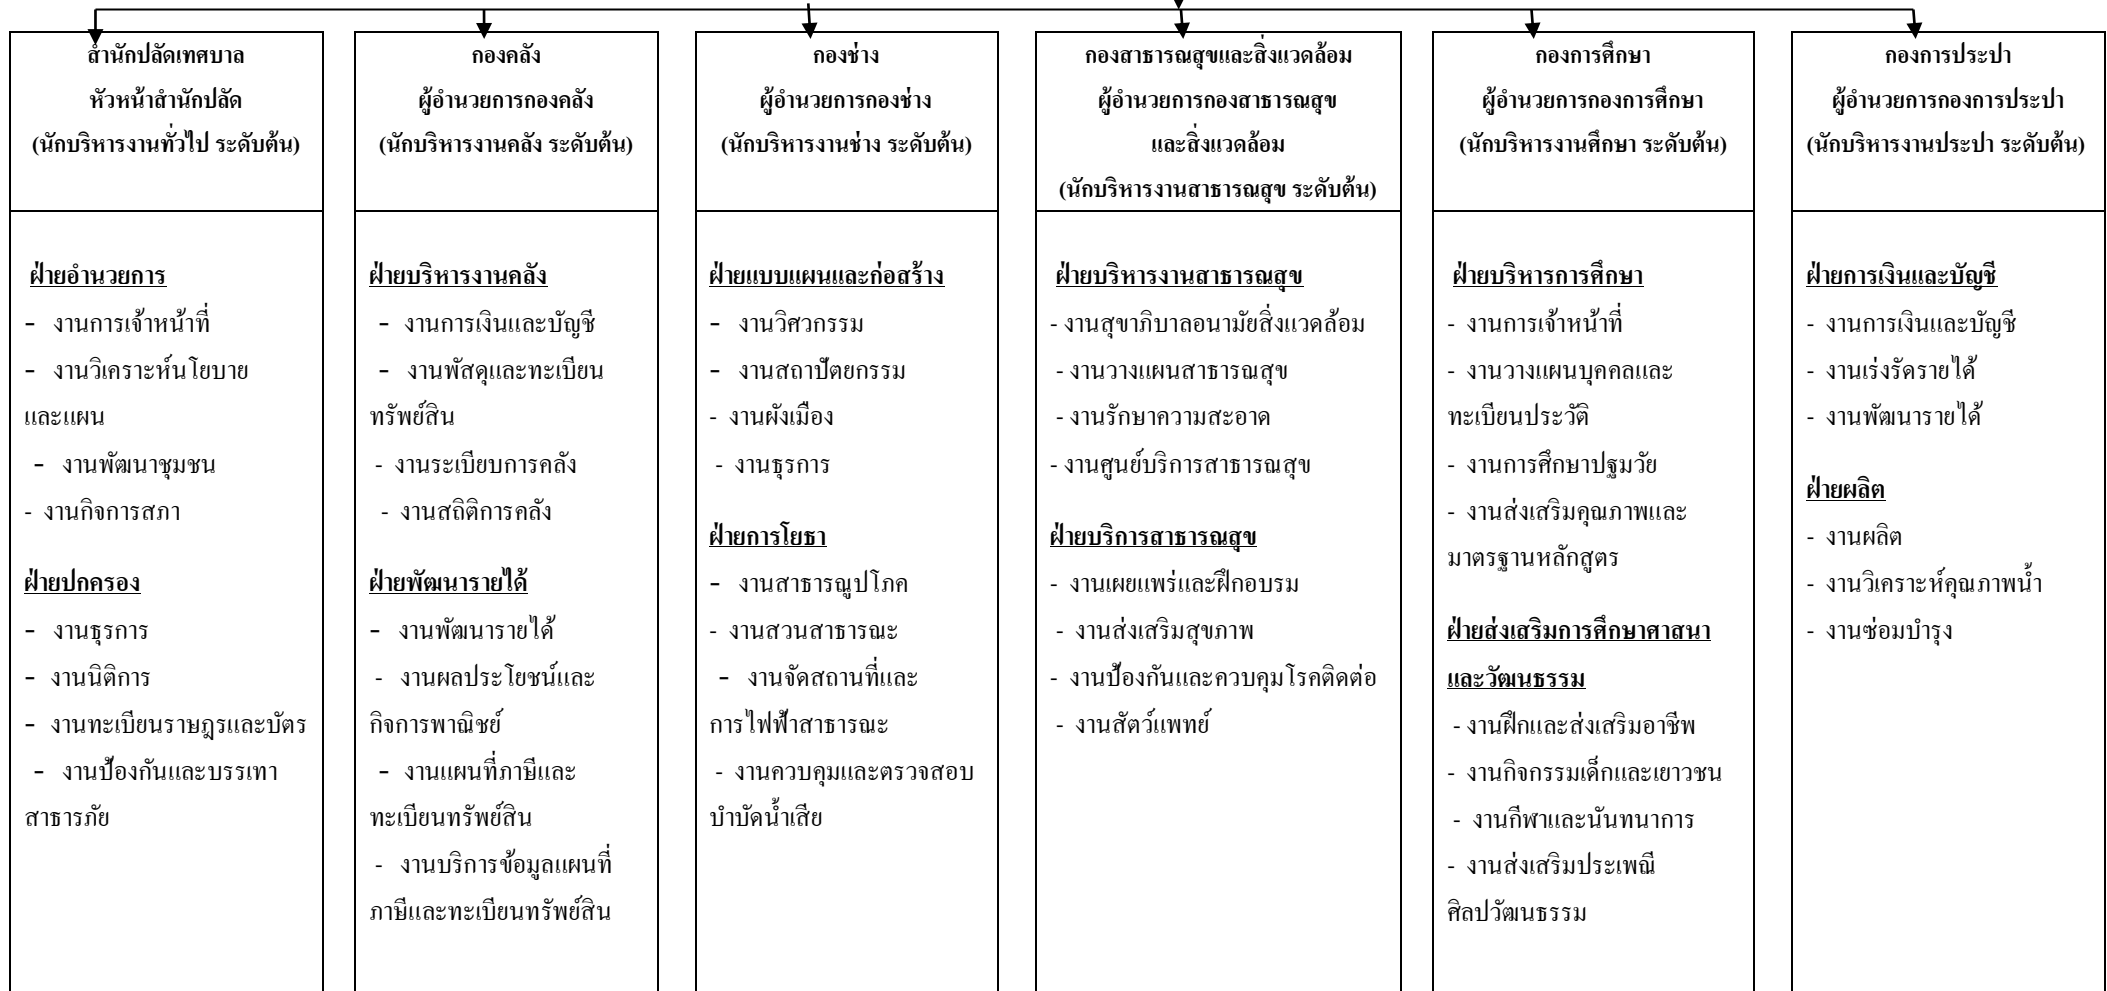 สำนักปลัดเทศบาล
หัวหน้าสำนักปลัด
(นักบริหารงานทั่วไป ระดับต้น)
ฝ่ายอำนวยการ
- งานการเจ้าหน้าที่
- งานวิเคราะห์นโยบาย
และแผน
- งานพัฒนาชุมชน
- งานกิจการสภา
ฝ่ายปกครอง
- งานธุรการ
- งานนิติการ
- งานทะเบียนราษฎรและบัตร
- งานป้องกันและบรรเทา
สาธารภัย
กองคลัง
ผู้อำนวยการกองคลัง
(นักบริหารงานคลัง ระดับต้น)
ฝ่ายบริหารงานคลัง
- งานการเงินและบัญชี
- งานพัสดุและทะเบียน
ทรัพย์สิน
- งานระเบียบการคลัง
- งานสถิติการคลัง
ฝ่ายพัฒนารายได้
- งานพัฒนารายได้
- งานผลประโยชน์และ
กิจการพาณิชย์
- งานแผนที่ภาษีและ
ทะเบียนทรัพย์สิน
- งานบริการข้อมูลแผนที่
ภาษีและทะเบียนทรัพย์สิน
กองช่าง
ผู้อำนวยการกองช่าง
(นักบริหารงานช่าง ระดับต้น)
ฝ่ายแบบแผนและก่อสร้าง
- งานวิศวกรรม
- งานสถาปัตยกรรม
- งานผังเมือง
- งานธุรการ
ฝ่ายการโยธา
- งานสาธารณูปโภค
- งานสวนสาธารณะ
- งานจัดสถานที่และ
การไฟฟ้าสาธารณะ
- งานควบคุมและตรวจสอบ
บำบัดน้ำเสีย
กองสาธารณสุขและสิ่งแวดล้อม
ผู้อำนวยการกองสาธารณสุข
และสิ่งแวดล้อม
(นักบริหารงานสาธารณสุข ระดับต้น)
ฝ่ายบริหารงานสาธารณสุข
- งานสุขาภิบาลอนามัยสิ่งแวดล้อม
- งานวางแผนสาธารณสุข
- งานรักษาความสะอาด
- งานศูนย์บริการสาธารณสุข
ฝ่ายบริการสาธารณสุข
- งานเผยแพร่และฝึกอบรม
- งานส่งเสริมสุขภาพ
- งานป้องกันและควบคุมโรคติดต่อ
- งานสัตว์แพทย์
กองการศึกษา
ผู้อำนวยการกองการศึกษา
(นักบริหารงานศึกษา ระดับต้น)
ฝ่ายบริหารการศึกษา
- งานการเจ้าหน้าที่
- งานวางแผนบุคคลและ
ทะเบียนประวัติ
- งานการศึกษาปฐมวัย
- งานส่งเสริมคุณภาพและ
มาตรฐานหลักสูตร
ฝ่ายส่งเสริมการศึกษาศาสนา
และวัฒนธรรม
- งานฝึกและส่งเสริมอาชีพ
- งานกิจกรรมเด็กและเยาวชน
- งานกีฬาและนันทนาการ
- งานส่งเสริมประเพณี
ศิลปวัฒนธรรม
กองการประปา
ผู้อำนวยการกองการประปา
(นักบริหารงานประปา ระดับต้น)
ฝ่ายการเงินและบัญชี
- งานการเงินและบัญชี
- งานเร่งรัดรายได้
- งานพัฒนารายได้
ฝ่ายผลิต
- งานผลิต
- งานวิเคราะห์คุณภาพน้ำ
- งานซ่อมบำรุง